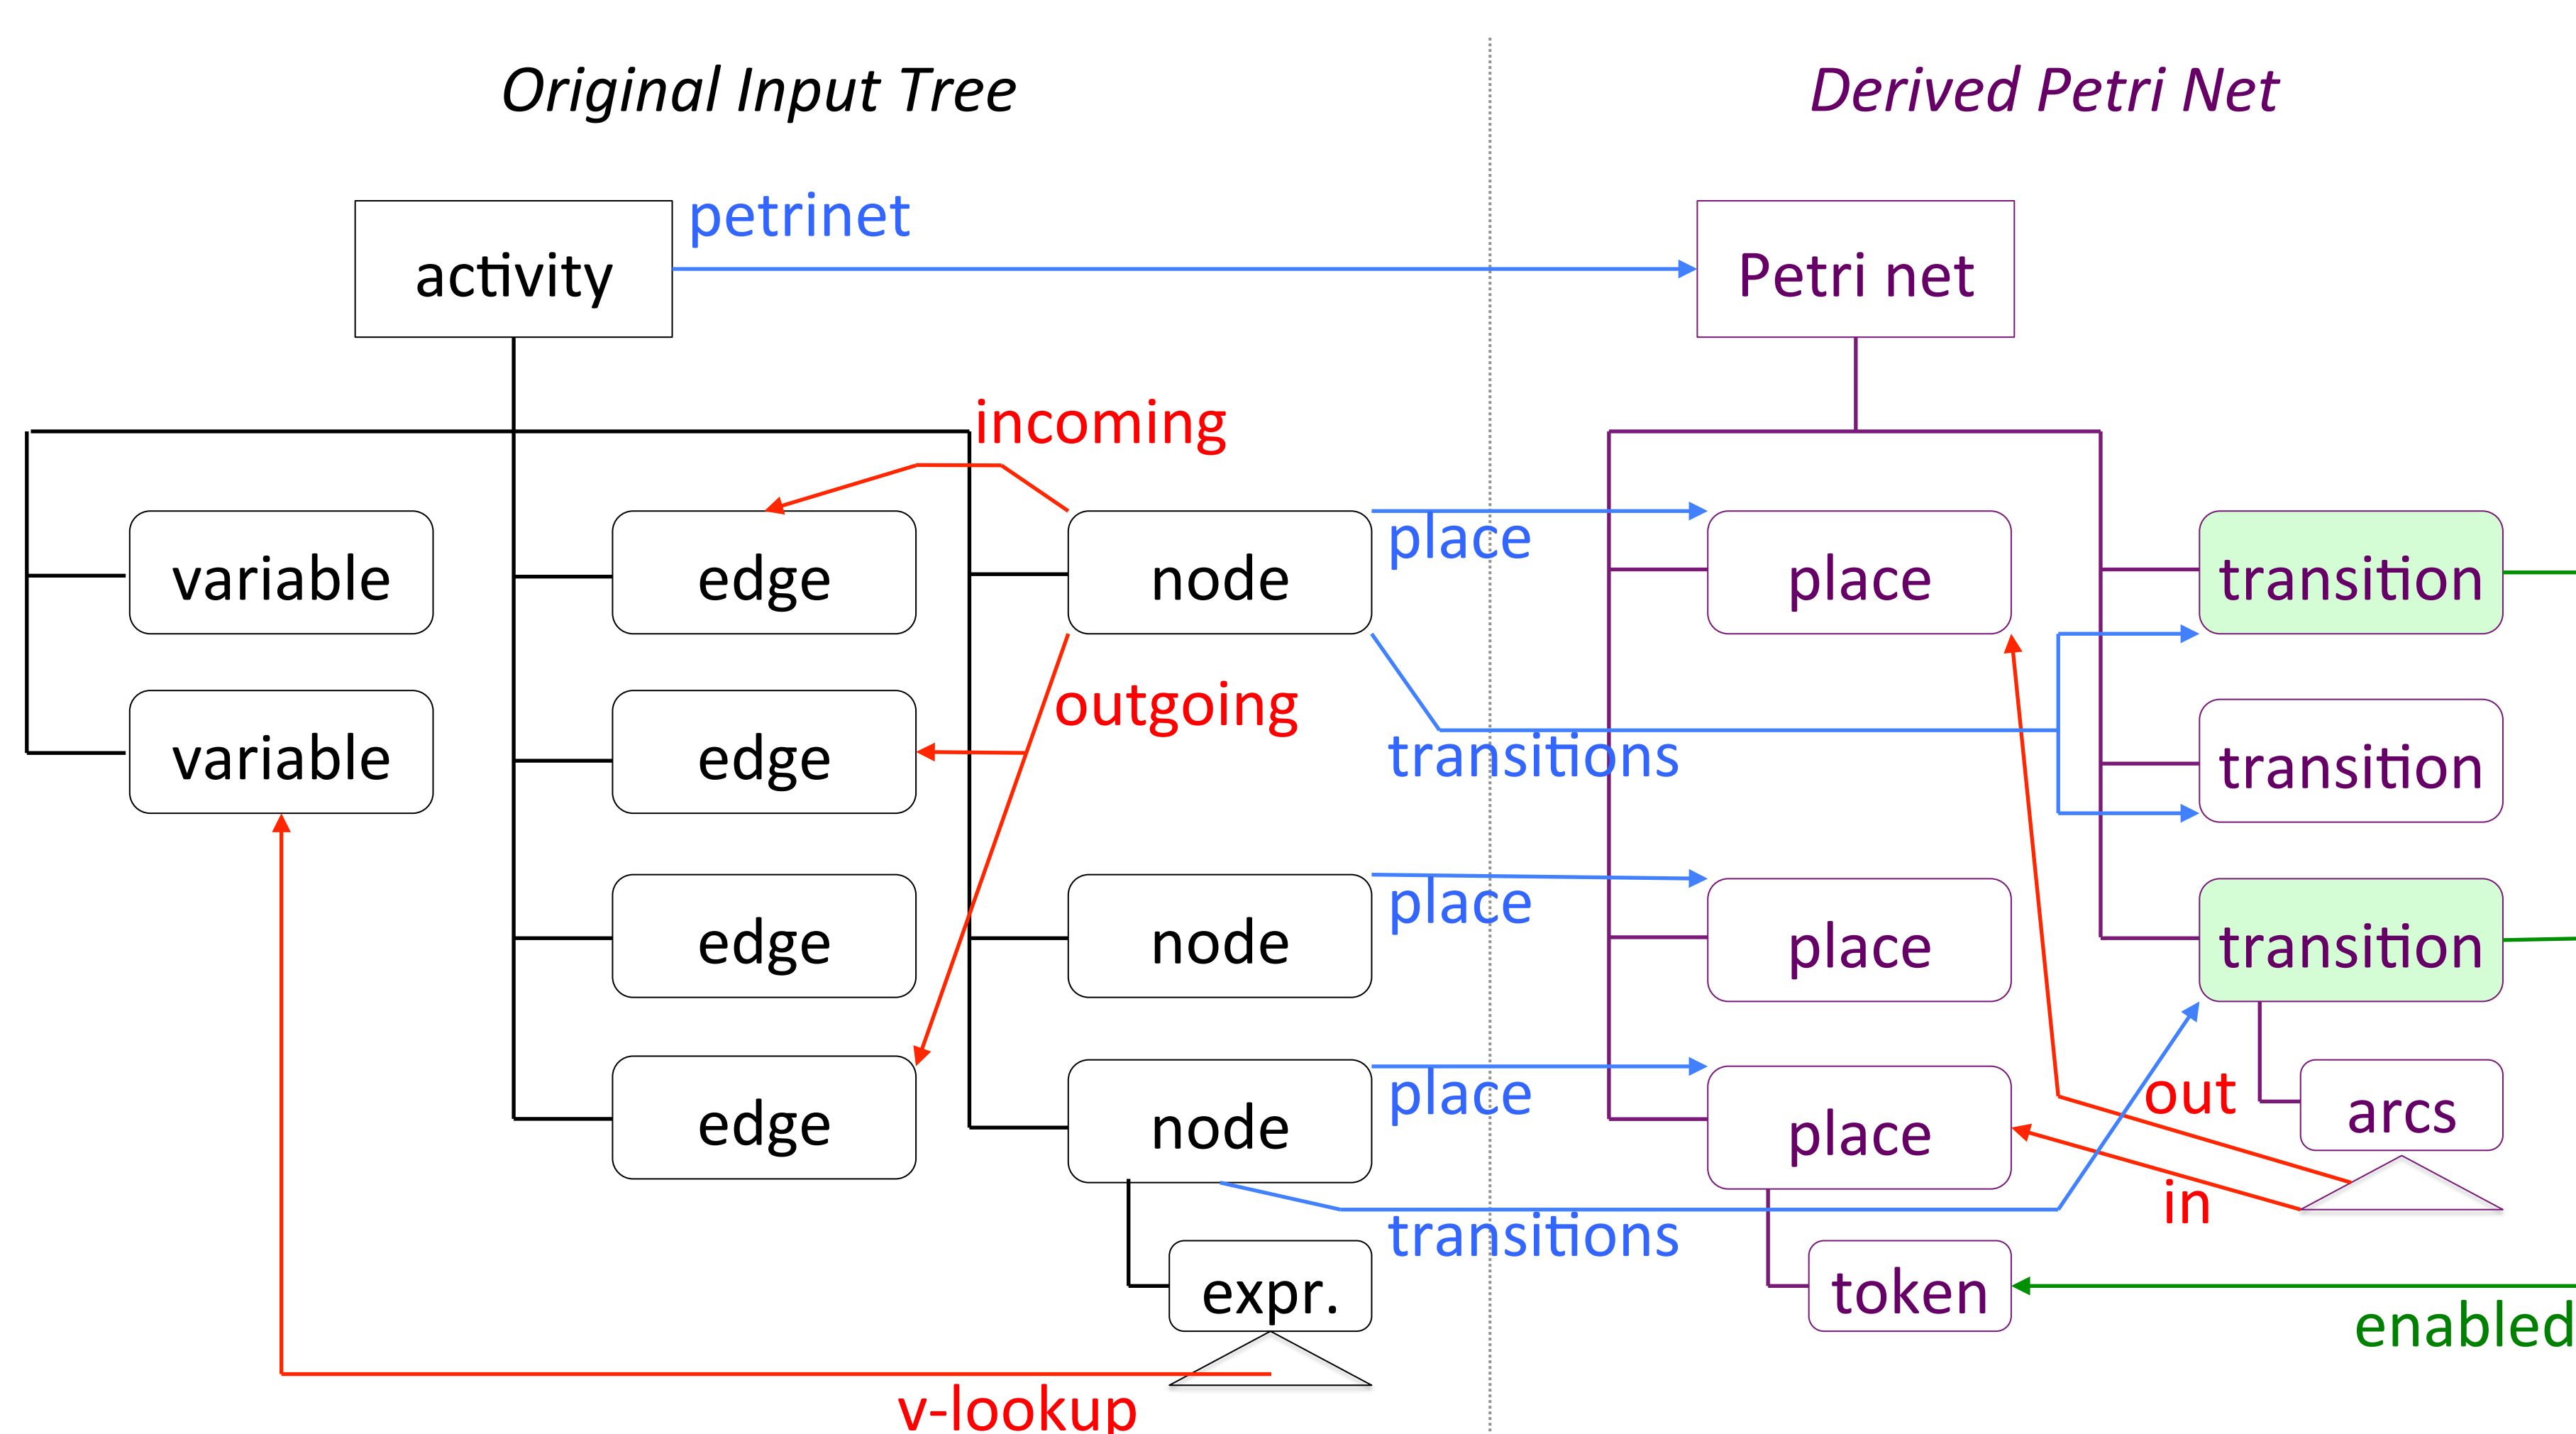 Original Input Tree
Derived Petri Net
activity
petrinet
Petri net
incoming
variable
edge
node
place
place
transition
variable
edge
outgoing
transitions
transition
edge
node
place
place
transition
edge
node
place
place
out
arcs
in
transitions
expr.
token
enabled
v-lookup